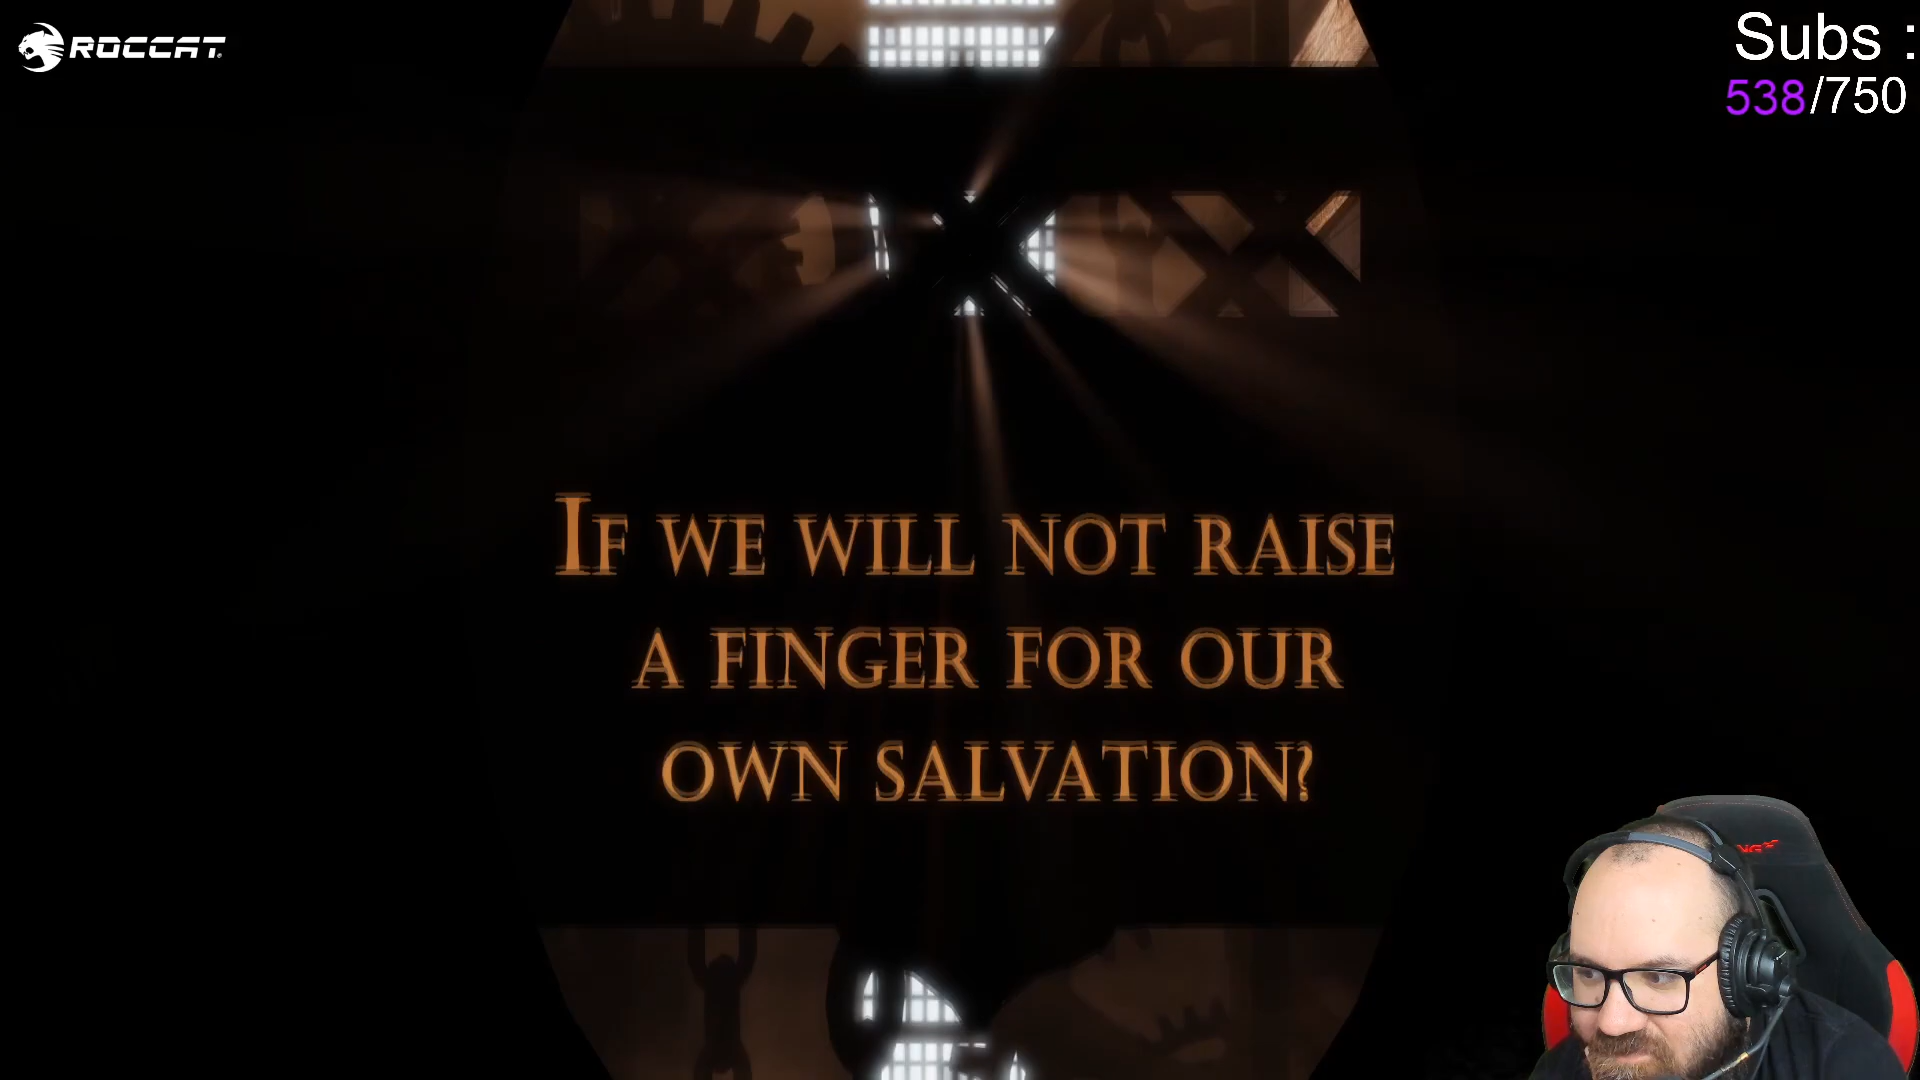 ROCCAT
Subs :
538/750
If we will not raise
a finger for our
own salvation?